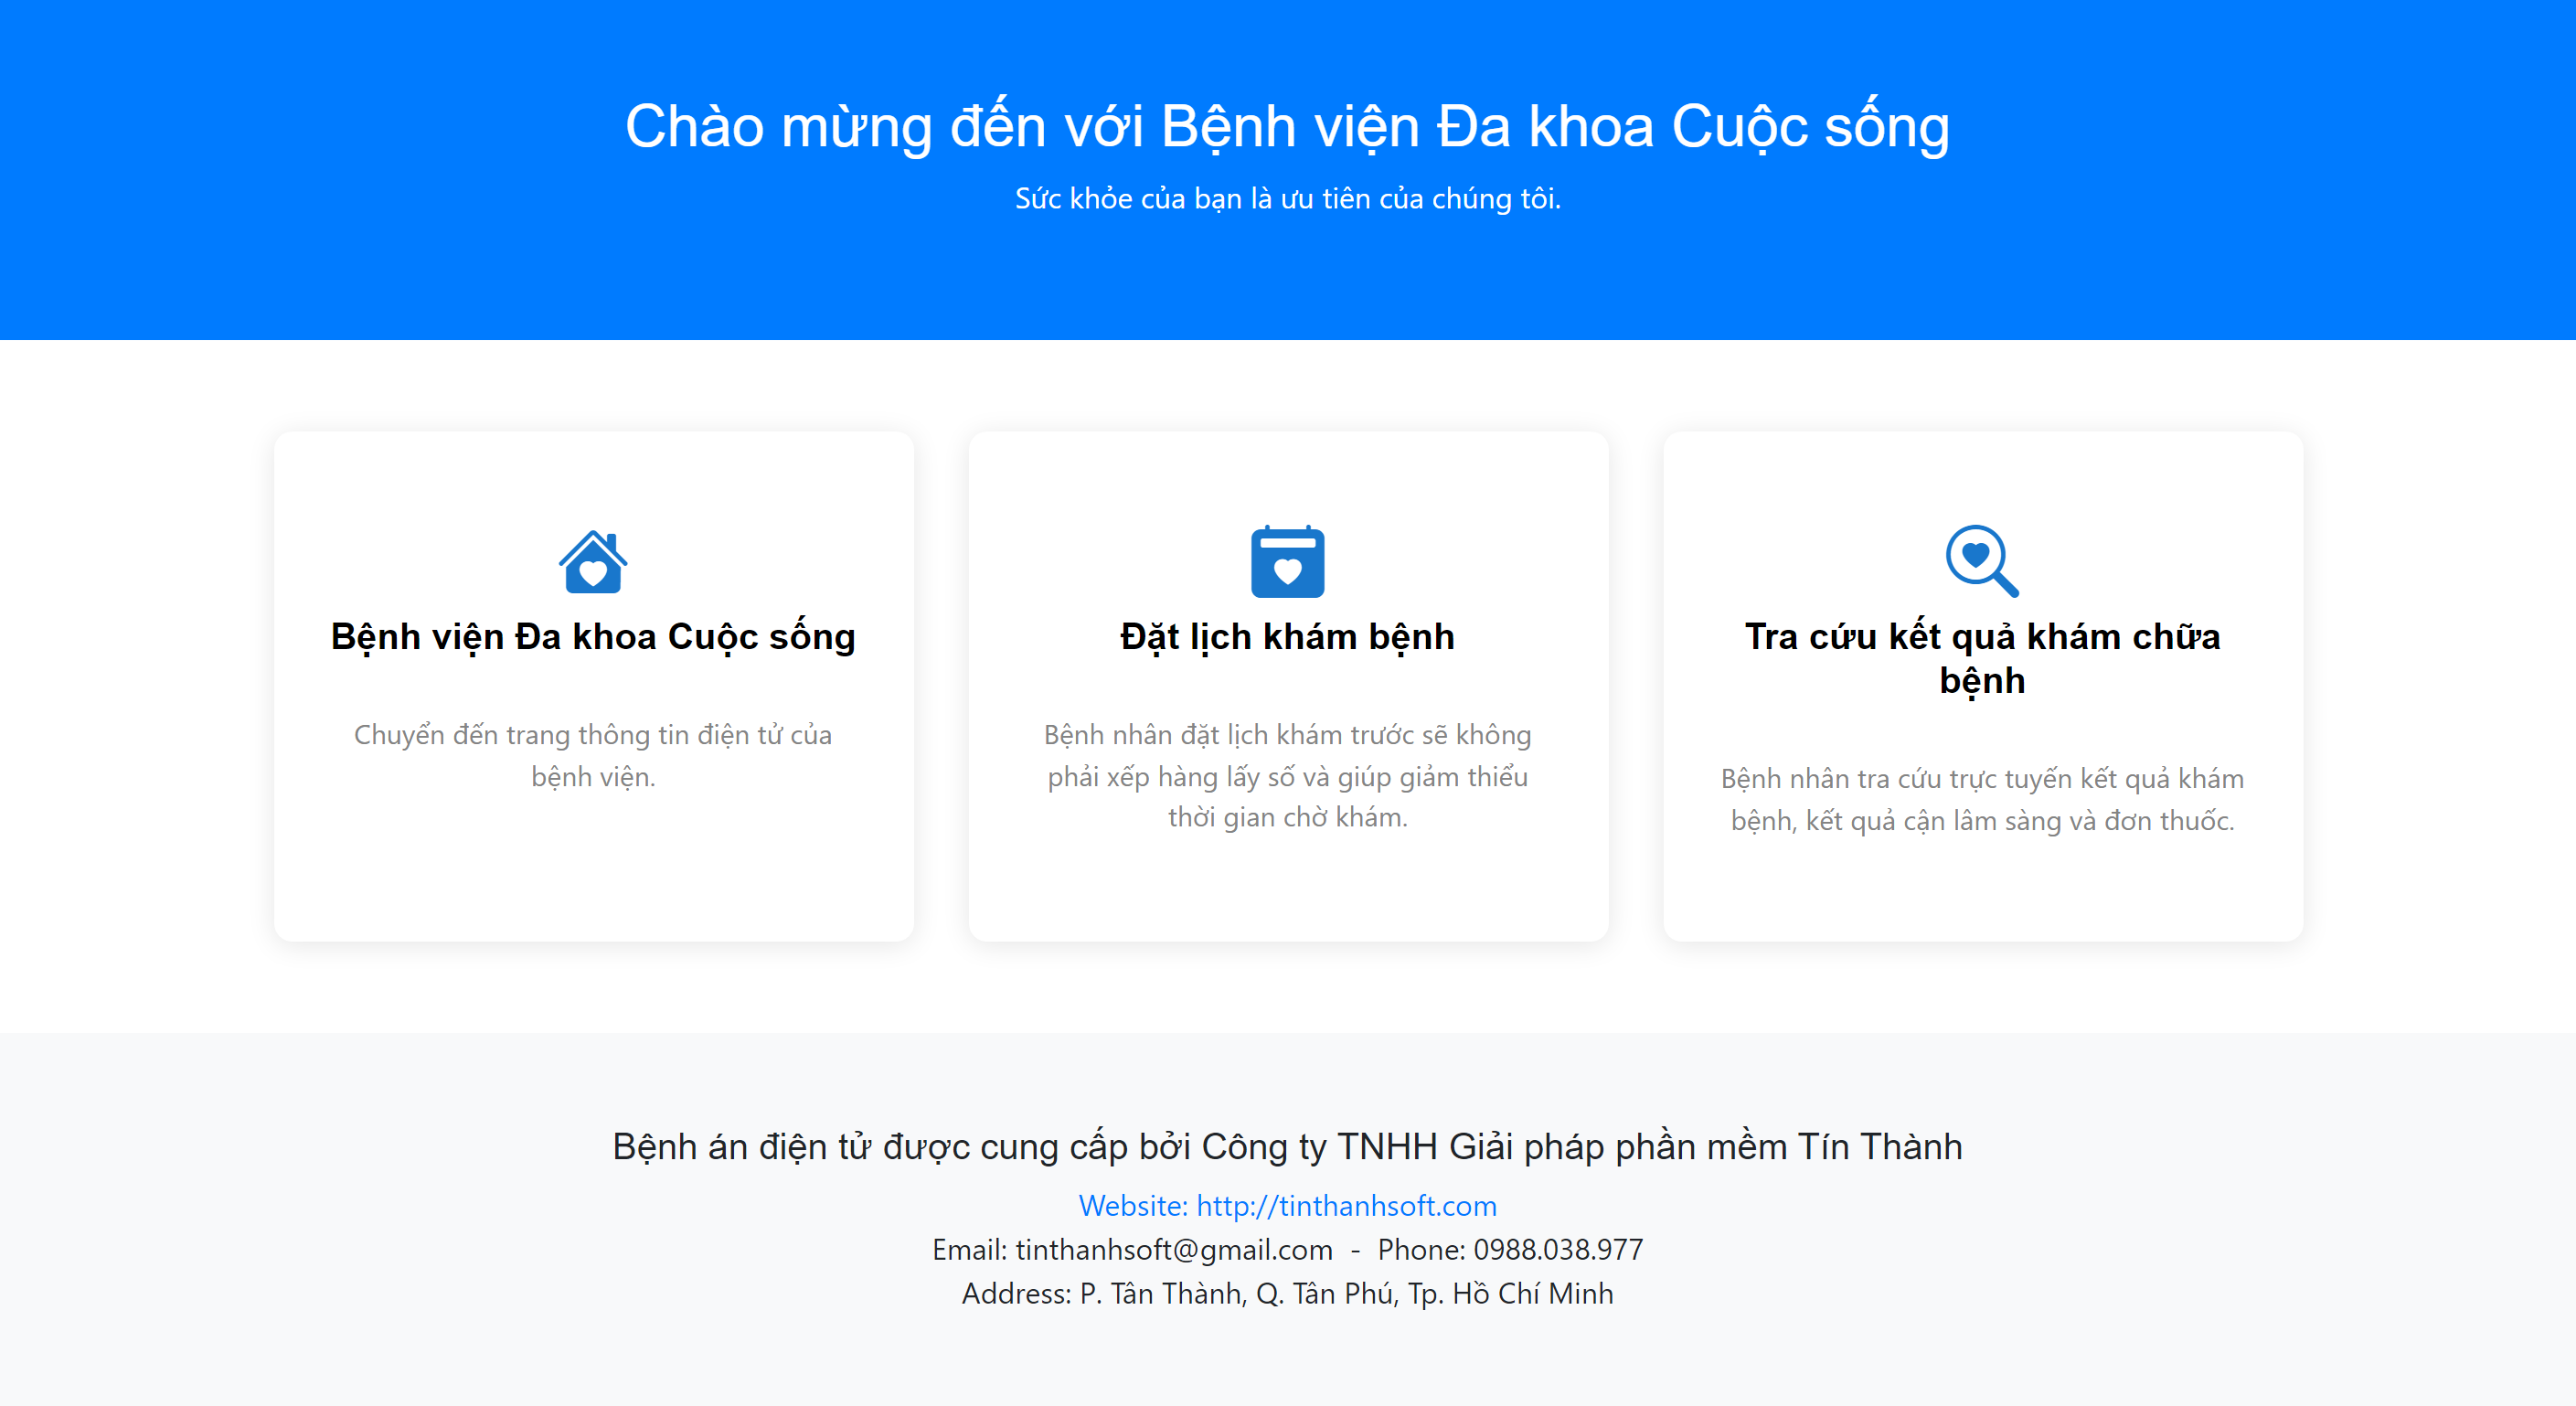 Chào mừng đến với Bệnh viện Đa khoa Cuộc sống
Sức khỏe của bạn là ưu tiên của chúng tôi.
Bệnh viện Đa khoa Cuộc sống
Chuyển đến trang thông tin điện tử của
bệnh viện.
Đặt lịch khám bệnh
Bệnh nhân đặt lịch khám trước sẽ không
phải xếp hàng lấy số và giúp giảm thiểu
thời gian chờ khám.
Tra cứu kết quả khám chữa
bệnh
Bệnh nhân tra cứu trực tuyến kết quả khám
bệnh, kết quả cận lâm sàng và đơn thuốc.
Bệnh án điện tử được cung cấp bởi Công ty TNHH Giải pháp phần mềm Tín Thành
Website: http://tinthanhsoft.com
Email: tinthanhsoft@gmail.com - Phone: 0988.038.977
Address: P. Tân Thành, Q. Tân Phú, Tp. Hồ Chí Minh